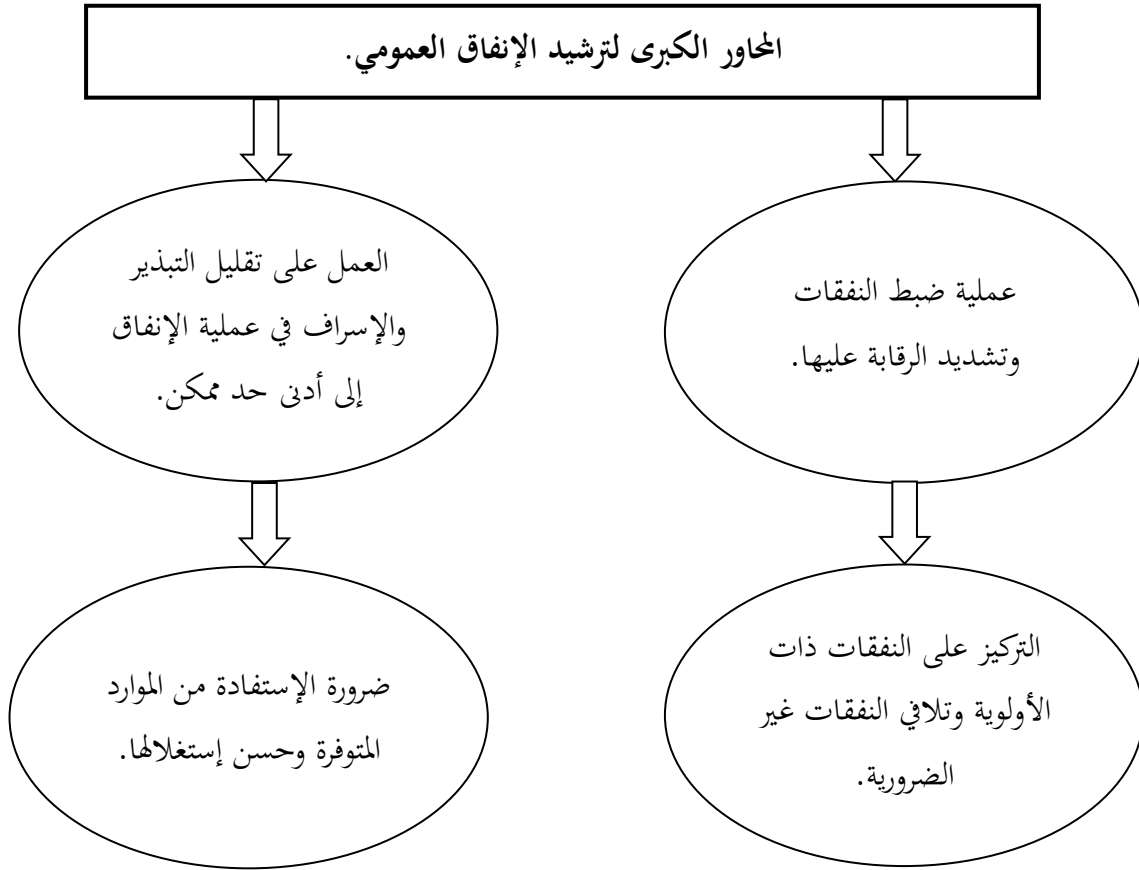 المحاور الكبرى لترشيد الإنفاق العمومي.
عملية ضبط النفقات
وتشديد الرقابة عليها.
العمل على تقليل التبذير
والإسراف في عملية الإنفاق
إلى أدنى حد ممكن.
التركيز على النفقات ذات
الأولوية وتلافي النفقات غير
الضرورية.
ضرورة الإستفادة من الموارد
المتوفرة وحسن إستغلالها.